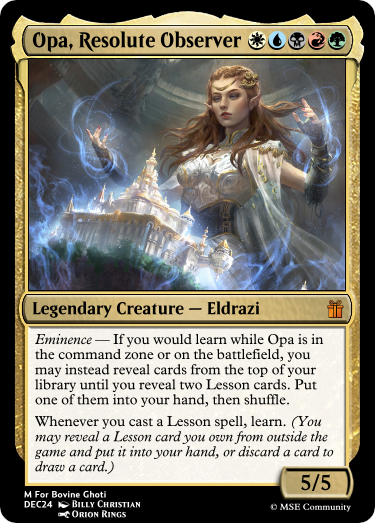 Opa, Resolute Observer
Legendary Creature — Eldrazi
Eminence — If you would learn while Opa is in
the command zone or on the battlefield, you
may instead reveal cards from the top of your
library until you reveal two Lesson cards. Put
one of them into your hand, then shuffle.
Whenever you cast a Lesson spell, learn. (You
may reveal a Lesson card you own from outside
the game and put it into your hand, or discard a card to
draw a card.)
5/5
M For Bovine Ghoti
DEC24 Billy Christian
Orion Rings
© MSE Community